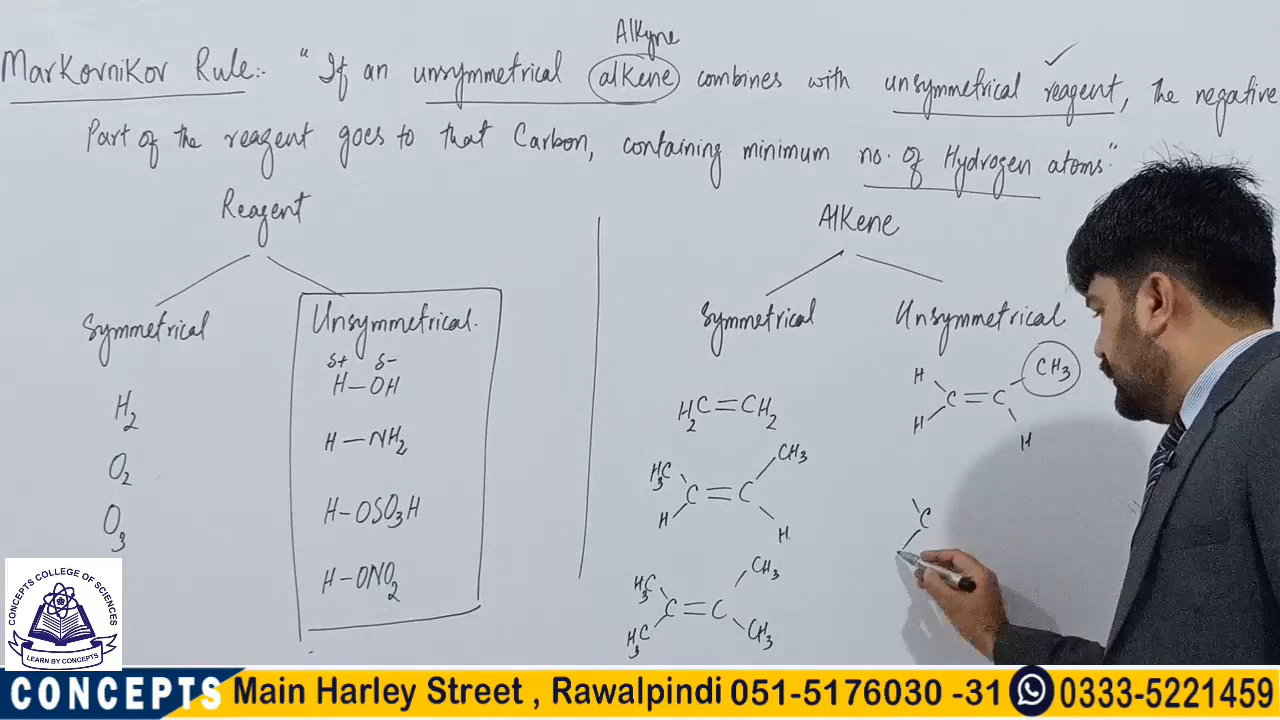 Alkyne
Markovnikov Rule:- "If an unsymmetrical alkene combines with unsymmetrical reagent, the negative
Part of the reagent goes to that Carbon, containing minimum no. of Hydrogen atoms"
Reagent
Symmetrical
H2
O2
O3
Unsymmetrical.
δ+ δ-
H-OH
H-NH2
H-OSO3H
H-ONO2
Alkene
Symmetrical
H2C=CH2
H3C CH3
C=C
H H
H3C CH3
C=C
H3C CH3
Unsymmetrical
H CH3
C=C
H H
C
CONCEPTS COLLEGE OF SCIENCES
LEARN BY CONCEPTS
CONCEPTS Main Harley Street , Rawalpindi 051-5176030 -31 0333-5221459